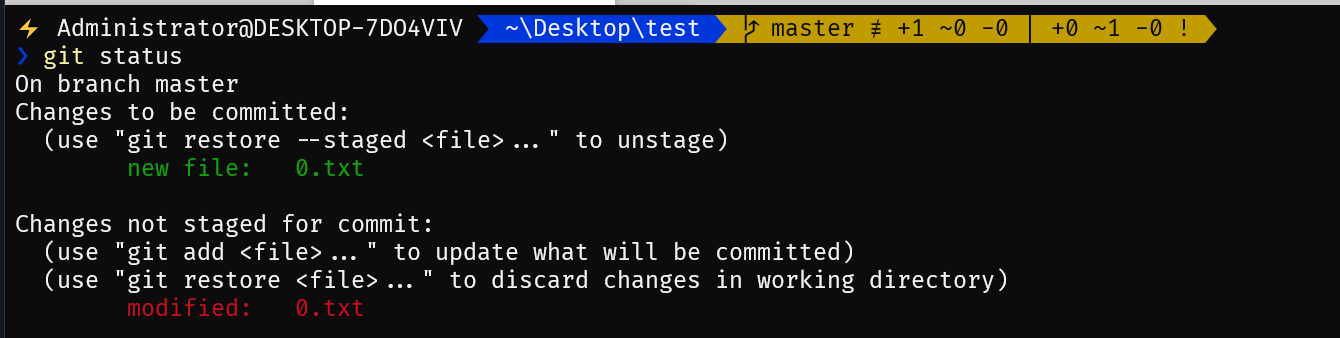 ⚡ Administrator@DESKTOP-7DO4VIV ~\Desktop\test master ≢ +1 ~0 -0 | +0 ~1 -0 !
❯ git status
On branch master
Changes to be committed:
  (use "git restore --staged <file>..." to unstage)
        new file:   0.txt

Changes not staged for commit:
  (use "git add <file>..." to update what will be committed)
  (use "git restore <file>..." to discard changes in working directory)
        modified:   0.txt